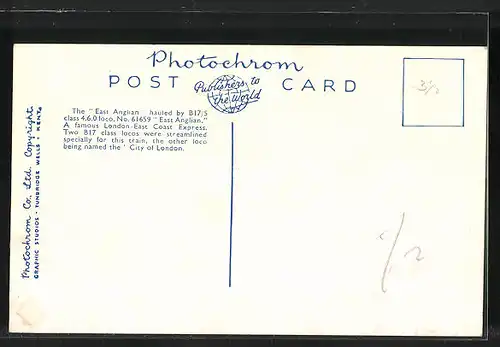 Photochrom
POST CARD
Publishers to
the World
The "East Anglian hauled by B17/5
class 4.6.0 loco, No. 61659 "East Anglian."
A famous London-East Coast Express.
Two B17 class locos were streamlined
specially for this train, the other loco
being named the ' City of London.
Photochrom Co. Ltd. Copyright
GRAPHIC STUDIOS · TUNBRIDGE WELLS · KENT
1/2